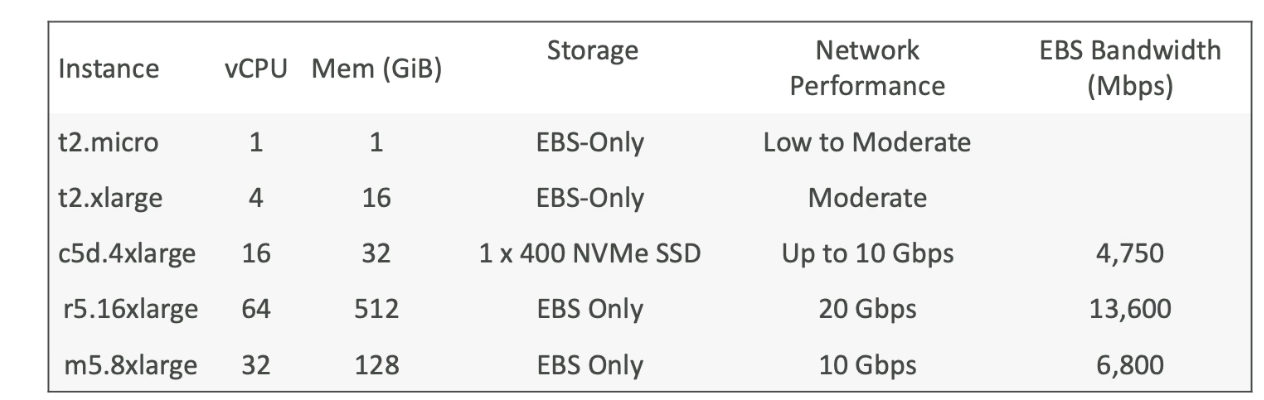 Instance vCPU Mem (GiB) Storage Network Performance EBS Bandwidth (Mbps)
t2.micro 1 1 EBS-Only Low to Moderate
t2.xlarge 4 16 EBS-Only Moderate
c5d.4xlarge 16 32 1 x 400 NVMe SSD Up to 10 Gbps 4,750
r5.16xlarge 64 512 EBS Only 20 Gbps 13,600
m5.8xlarge 32 128 EBS Only 10 Gbps 6,800